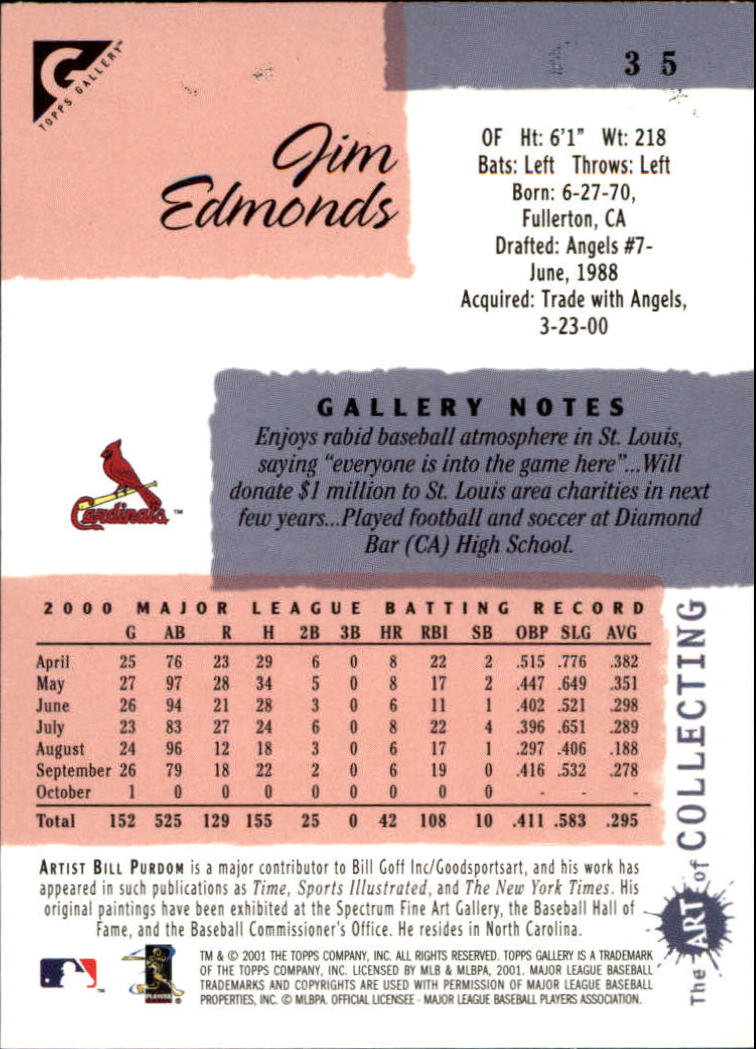 G
TOPPS GALLERY™
35
Jim
Edmonds
OF Ht: 6'1" Wt: 218
Bats: Left Throws: Left
Born: 6-27-70,
Fullerton, CA
Drafted: Angels #7-
June, 1988
Acquired: Trade with Angels,
3-23-00
GALLERY NOTES
Enjoys rabid baseball atmosphere in St. Louis,
saying "everyone is into the game here"...Will
donate $1 million to St. Louis area charities in next
few years...Played football and soccer at Diamond
Bar (CA) High School.
Cardinals ™
2000 MAJOR LEAGUE BATTING RECORD
G AB R H 2B 3B HR RBI SB OBP SLG AVG
April 25 76 23 29 6 0 8 22 2 .515 .776 .382
May 27 97 28 34 5 0 8 17 2 .447 .649 .351
June 26 94 21 28 3 0 6 11 1 .402 .521 .298
July 23 83 27 24 6 0 8 22 4 .396 .651 .289
August 24 96 12 18 3 0 6 17 1 .297 .406 .188
September 26 79 18 22 2 0 6 19 0 .416 .532 .278
October 1 0 0 0 0 0 0 0 0 - - -
Total 152 525 129 155 25 0 42 108 10 .411 .583 .295
The ART of COLLECTING
ARTIST BILL PURDOM is a major contributor to Bill Goff Inc/Goodsportsart, and his work has
appeared in such publications as Time, Sports Illustrated, and The New York Times. His
original paintings have been exhibited at the Spectrum Fine Art Gallery, the Baseball Hall of
Fame, and the Baseball Commissioner's Office. He resides in North Carolina.
TM & © 2001 THE TOPPS COMPANY, INC. ALL RIGHTS RESERVED. TOPPS GALLERY IS A TRADEMARK
OF THE TOPPS COMPANY, INC. LICENSED BY MLB & MLBPA, 2001. MAJOR LEAGUE BASEBALL
TRADEMARKS AND COPYRIGHTS ARE USED WITH PERMISSION OF MAJOR LEAGUE BASEBALL
PROPERTIES, INC. © MLBPA. OFFICIAL LICENSEE - MAJOR LEAGUE BASEBALL PLAYERS ASSOCIATION.